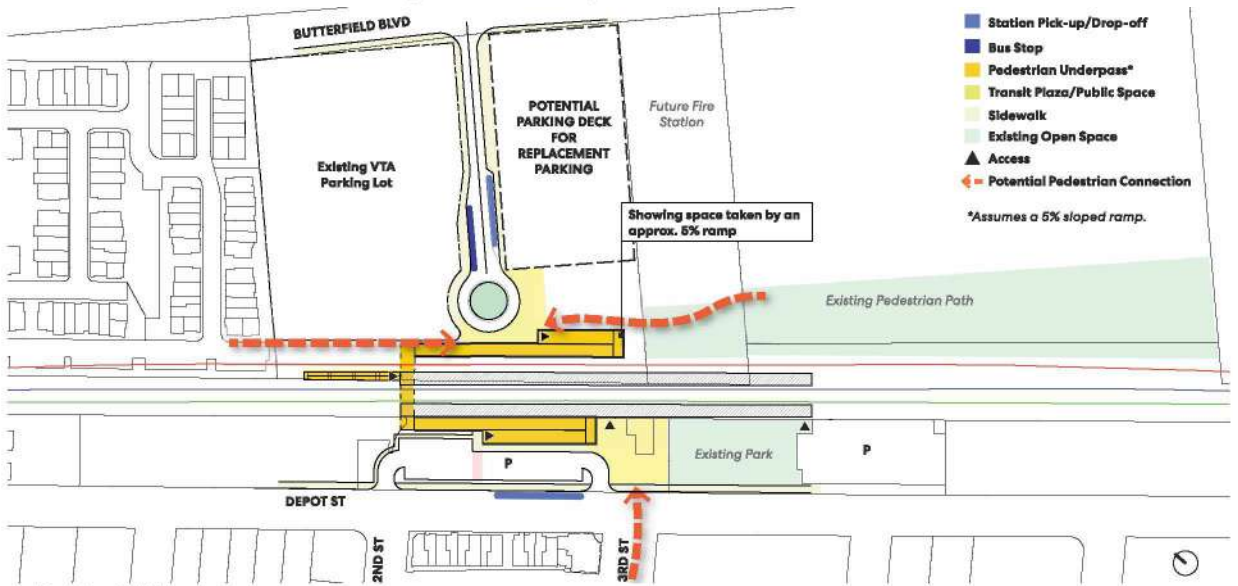 BUTTERFIELD BLVD
Existing VTA
Parking Lot
POTENTIAL
PARKING DECK
FOR
REPLACEMENT
PARKING
Future Fire
Station
Station Pick-up/Drop-off
Bus Stop
Pedestrian Underpass*
Transit Plaza/Public Space
Sidewalk
Existing Open Space
Access
Potential Pedestrian Connection
*Assumes a 5% sloped ramp.
Showing space taken by an
approx. 5% ramp
Existing Pedestrian Path
Existing Park
P
P
DEPOT ST
2ND ST
3RD ST